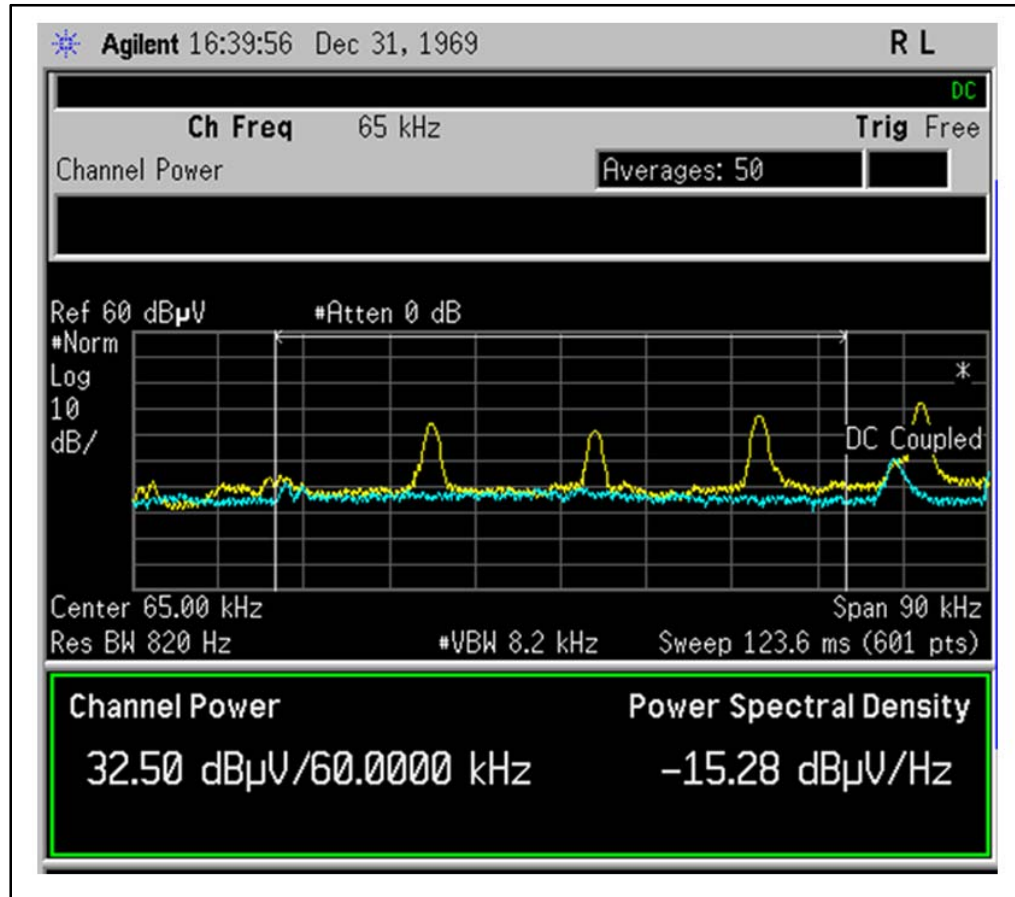 Agilent 16:39:56 Dec 31, 1969 R L
DC
Ch Freq 65 kHz Trig Free
Channel Power Averages: 50
Ref 60 dBµV #Atten 0 dB
#Norm
Log
10
dB/
*
DC Coupled
Center 65.00 kHz Span 90 kHz
Res BW 820 Hz #VBW 8.2 kHz Sweep 123.6 ms (601 pts)
Channel Power Power Spectral Density
32.50 dBµV/60.0000 kHz -15.28 dBµV/Hz